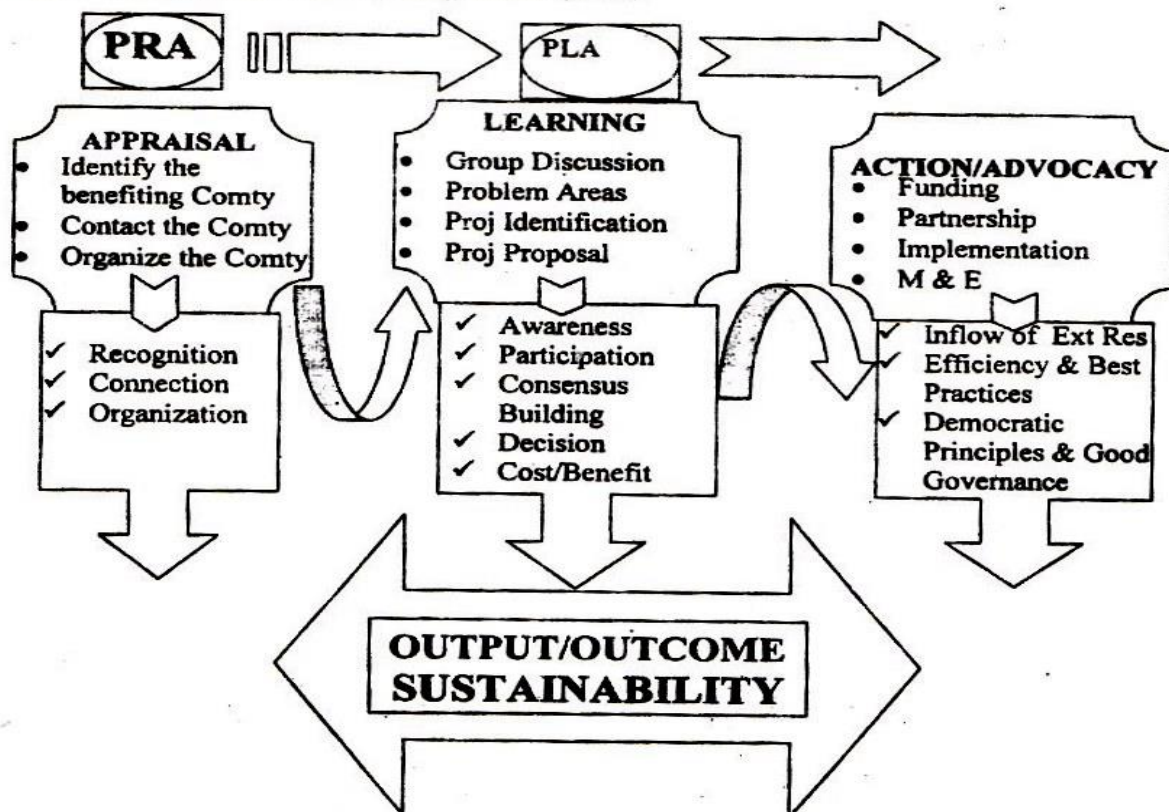 PRA
PLA
APPRAISAL
• Identify the
benefiting Comty
• Contact the Comty
• Organize the Comty
✓ Recognition
✓ Connection
✓ Organization
LEARNING
• Group Discussion
• Problem Areas
• Proj Identification
• Proj Proposal
✓ Awareness
✓ Participation
✓ Consensus
Building
✓ Decision
✓ Cost/Benefit
ACTION/ADVOCACY
• Funding
• Partnership
• Implementation
• M & E
✓ Inflow of Ext Res
✓ Efficiency & Best
Practices
✓ Democratic
Principles & Good
Governance
OUTPUT/OUTCOME
SUSTAINABILITY